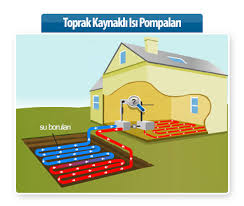 Toprak Kaynaklı Isı Pompaları
su boruları